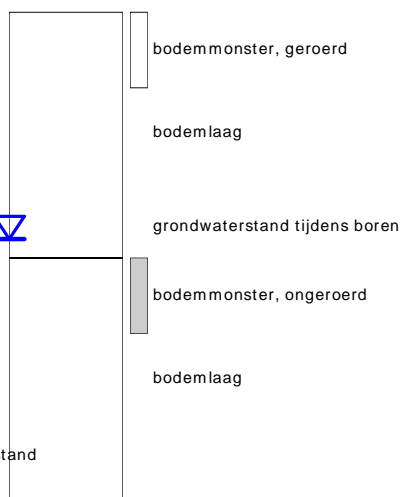 bodemmonster, geroerd
bodemlaag
grondwaterstand tijdens boren
bodemmonster, ongeroerd
bodemlaag
tand